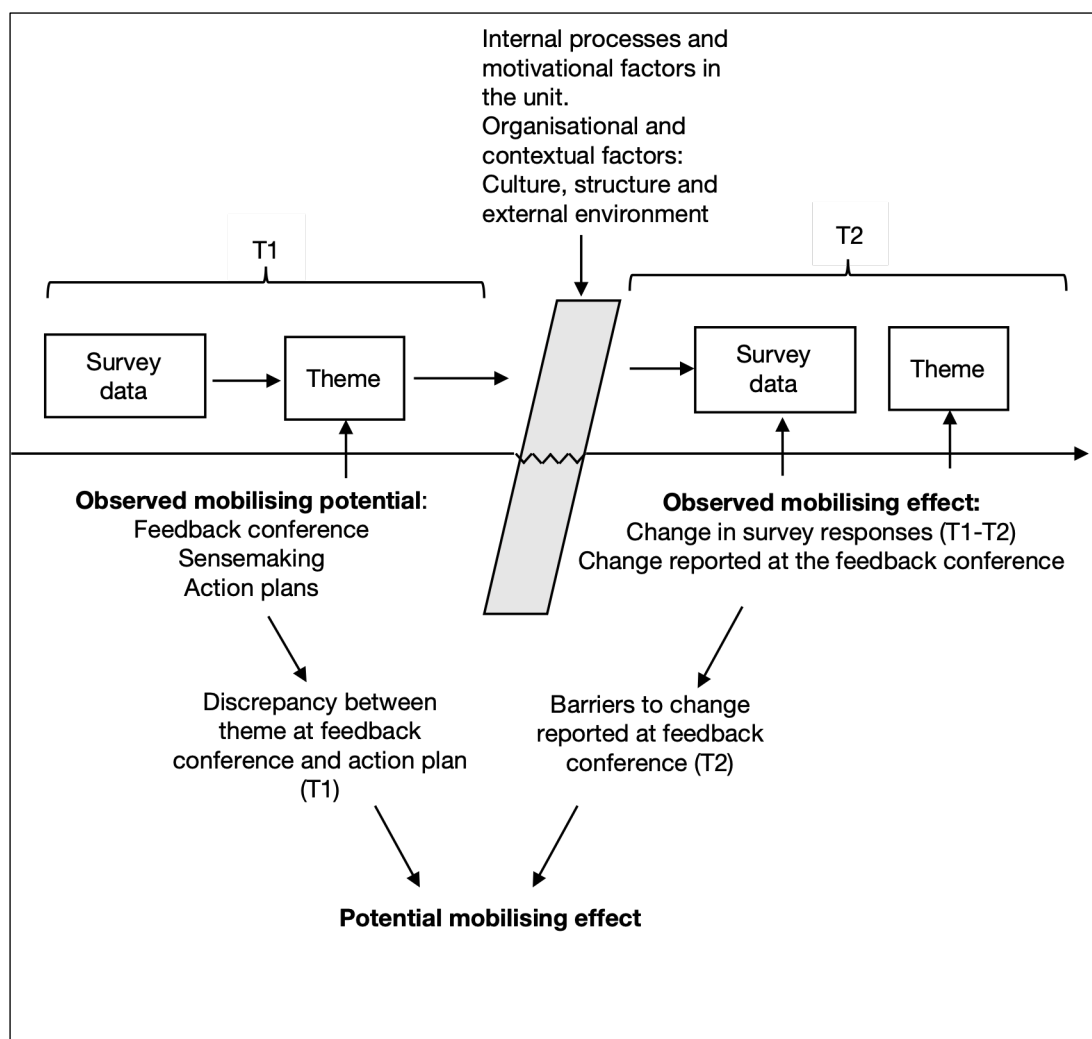 Internal processes and
motivational factors in
the unit.
Organisational and
contextual factors:
Culture, structure and
external environment
T1
T2
Survey
data
Theme
Survey
data
Theme
Observed mobilising potential:
Feedback conference
Sensemaking
Action plans
Observed mobilising effect:
Change in survey responses (T1-T2)
Change reported at the feedback conference
Discrepancy between
theme at feedback
conference and action plan
(T1)
Barriers to change
reported at feedback
conference (T2)
Potential mobilising effect